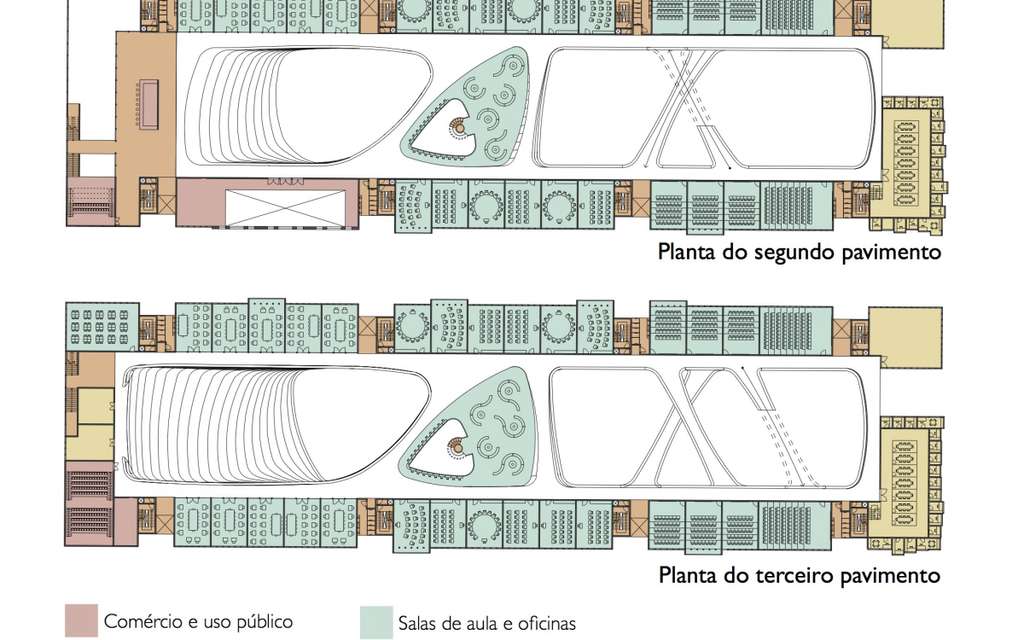 Planta do segundo pavimento
Planta do terceiro pavimento
Comércio e uso público
Salas de aula e oficinas